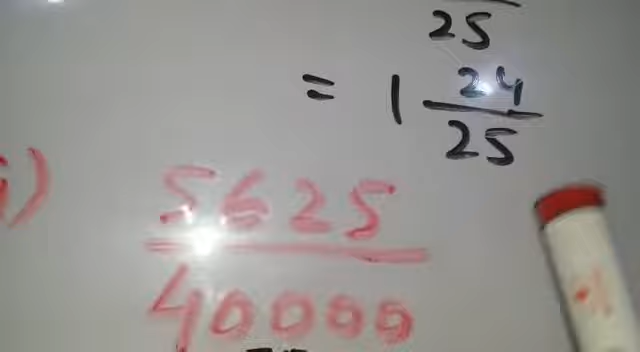 25
= 1 24/25
i) 5625/40000